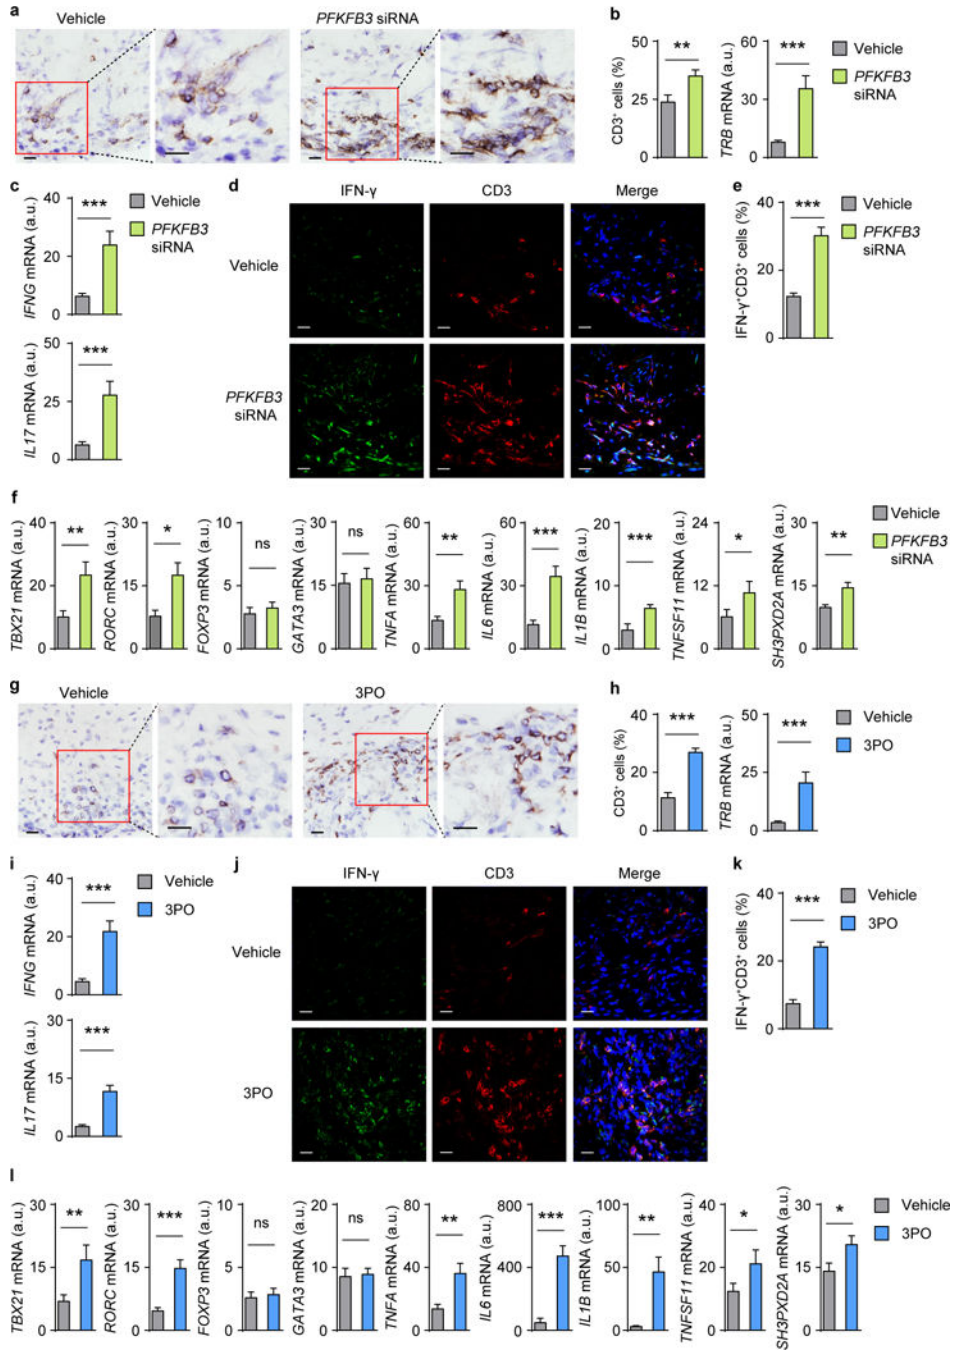 a
Vehicle
PFKFB3 siRNA
b
CD3⁺ cells (%)
50
25
0
**
TRB mRNA (a.u.)
60
30
0
***
Vehicle
PFKFB3
siRNA
c
IFNG mRNA (a.u.)
40
20
0
***
Vehicle
PFKFB3
siRNA
IL17 mRNA (a.u.)
50
25
0
***
d
IFN-γ
CD3
Merge
Vehicle
PFKFB3
siRNA
e
IFN-γ⁺CD3⁺ cells (%)
40
20
0
***
Vehicle
PFKFB3
siRNA
f
TBX21 mRNA (a.u.)
40
20
0
**
RORC mRNA (a.u.)
30
15
0
*
FOXP3 mRNA (a.u.)
10
5
0
ns
GATA3 mRNA (a.u.)
30
15
0
ns
TNFA mRNA (a.u.)
60
30
0
**
IL6 mRNA (a.u.)
60
30
0
***
IL1B mRNA (a.u.)
20
10
0
***
TNFSF11 mRNA (a.u.)
24
12
0
*
SH3PXD2A mRNA (a.u.)
30
15
0
**
Vehicle
PFKFB3
siRNA
g
Vehicle
3PO
h
CD3⁺ cells (%)
40
20
0
***
TRB mRNA (a.u.)
50
25
0
***
Vehicle
3PO
i
IFNG mRNA (a.u.)
40
20
0
***
Vehicle
3PO
IL17 mRNA (a.u.)
30
15
0
***
j
IFN-γ
CD3
Merge
Vehicle
3PO
k
IFN-γ⁺CD3⁺ cells (%)
40
20
0
***
Vehicle
3PO
l
TBX21 mRNA (a.u.)
30
15
0
**
RORC mRNA (a.u.)
30
15
0
***
FOXP3 mRNA (a.u.)
10
5
0
ns
GATA3 mRNA (a.u.)
20
10
0
ns
TNFA mRNA (a.u.)
80
40
0
**
IL6 mRNA (a.u.)
800
400
0
***
IL1B mRNA (a.u.)
100
50
0
**
TNFSF11 mRNA (a.u.)
40
20
0
*
SH3PXD2A mRNA (a.u.)
30
15
0
*
Vehicle
3PO